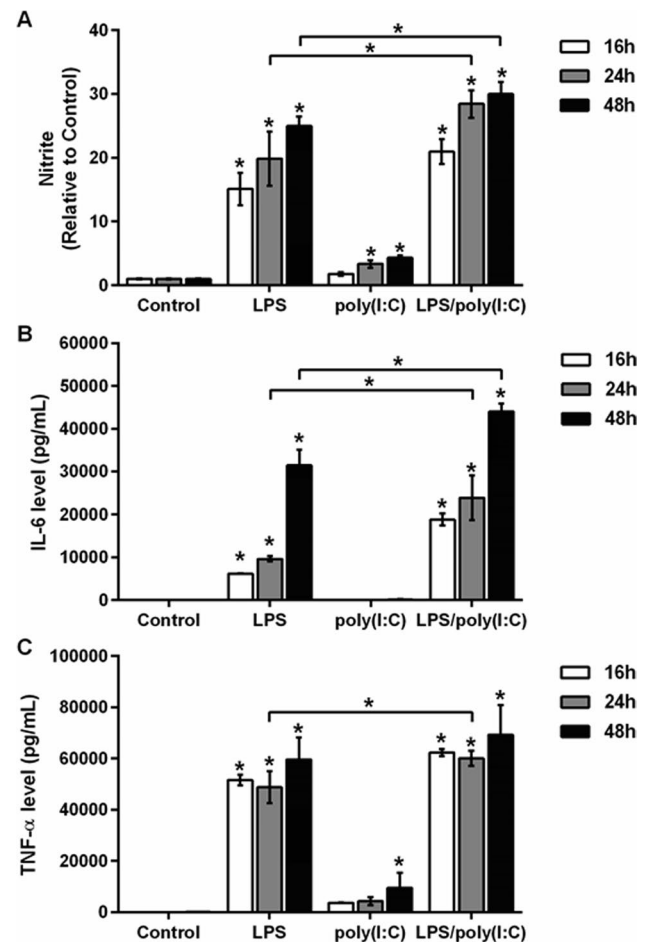 A
Nitrite
(Relative to Control)
40
30
20
10
0
*
*
* * *
* *
* * *
Control LPS poly(I:C) LPS/poly(I:C)
16h
24h
48h
B
IL-6 level (pg/mL)
60000
50000
40000
30000
20000
10000
0
*
*
* * *
* * *
Control LPS poly(I:C) LPS/poly(I:C)
16h
24h
48h
C
TNF-α level (pg/mL)
100000
80000
60000
40000
20000
0
*
* * *
*
* * *
Control LPS poly(I:C) LPS/poly(I:C)
16h
24h
48h